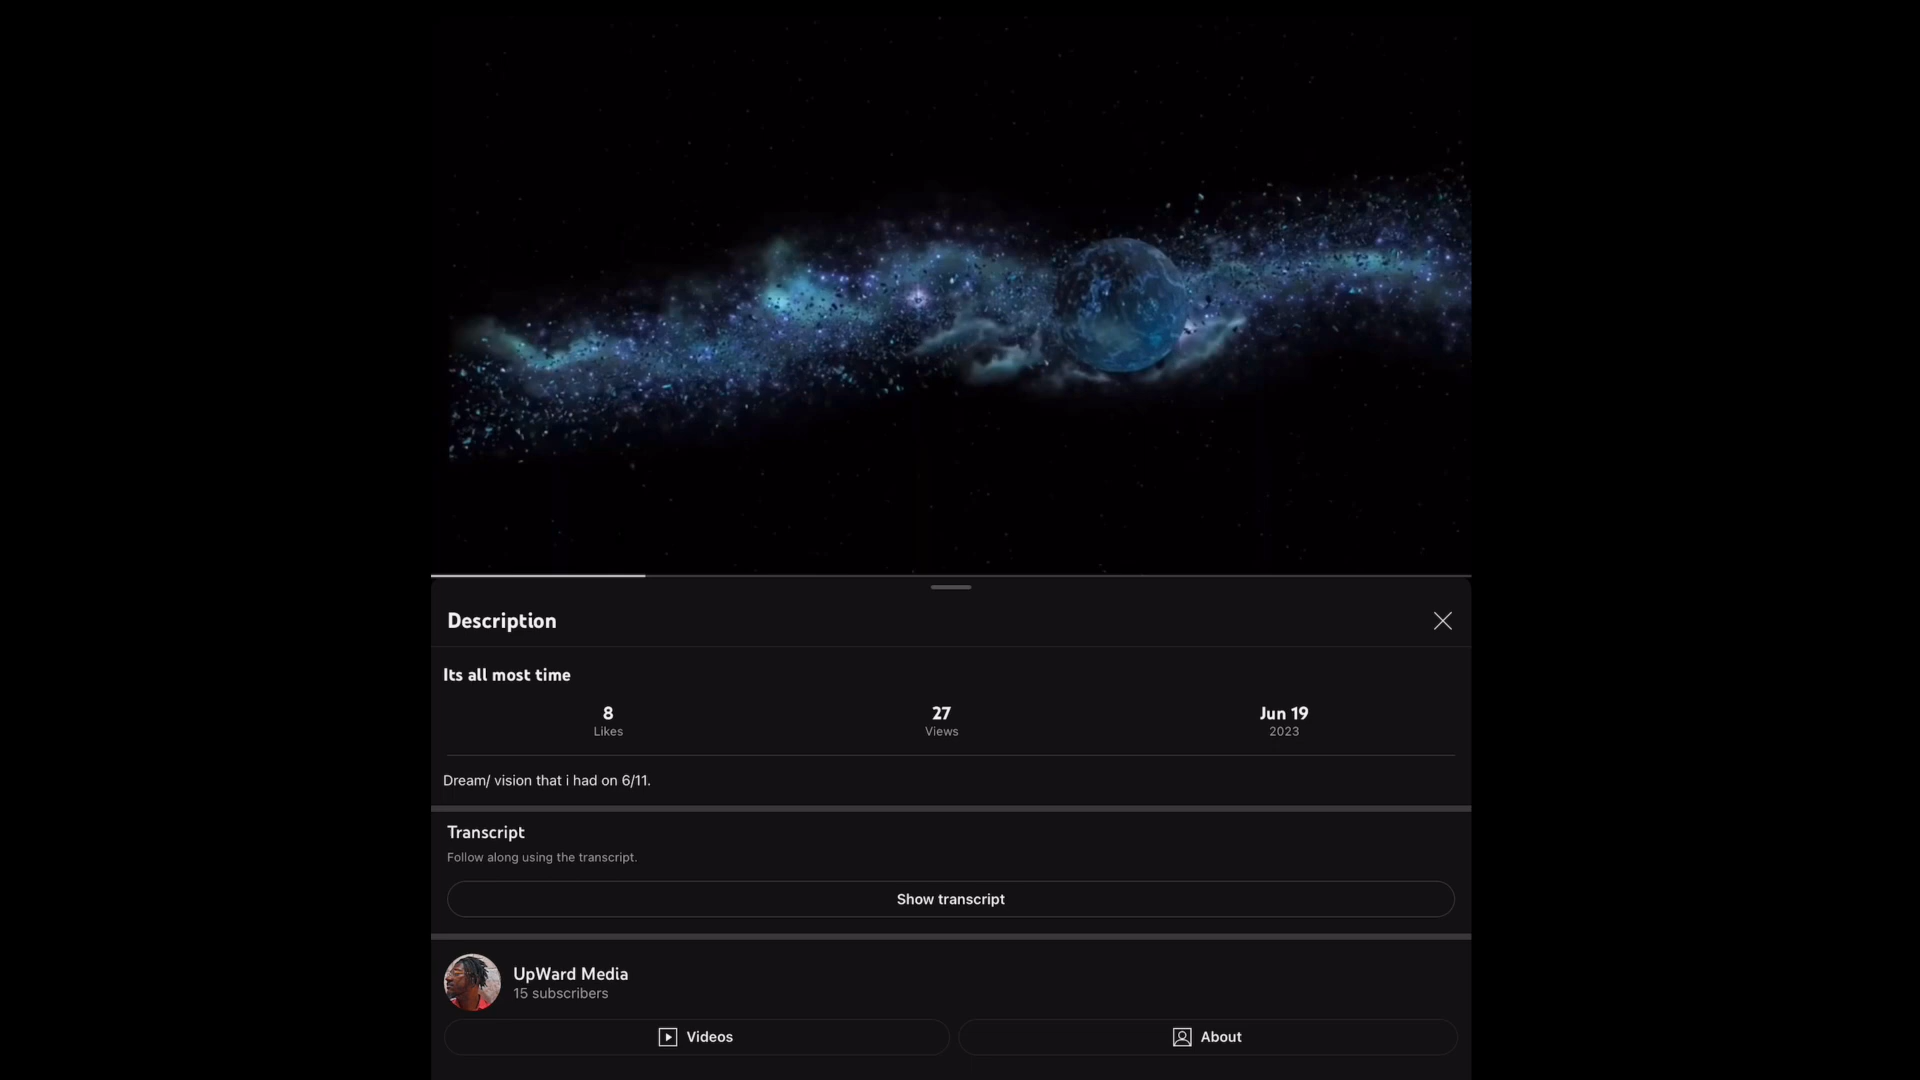 Description
Its all most time
8 27 Jun 19
Likes Views 2023
Dream/ vision that i had on 6/11.
Transcript
Follow along using the transcript.
Show transcript
UpWard Media
15 subscribers
Videos About